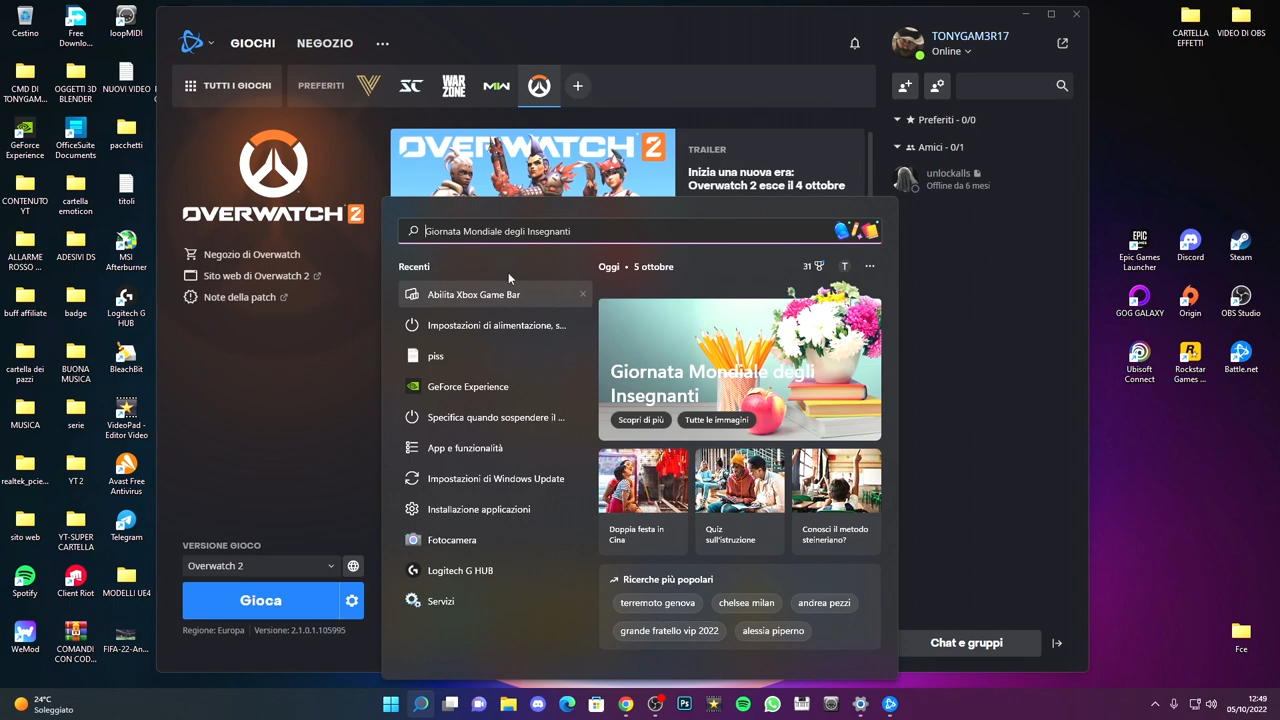 Cestino
Free Downlo...
loopMIDI
CMD DI TONYGAM...
OGGETTI 3D BLENDER
NUOVI VIDEO
GeForce Experience
OfficeSuite Documents
pacchetti
CONTENUTO YT
cartella emoticon
titoli
ALLARME ROSSO ...
ADESIVI DS
MSI Afterburner
buff affiliate
badge
Logitech G HUB
cartella dei pazzi
BUONA MUSICA
BleachBit
MUSICA
serie
VideoPad - Editor Video
realtek_pcie...
YT 2
Avast Free Antivirus
sito web
YT-SUPER CARTELLA
Telegram
Spotify
Client Riot
MODELLI UE4
WeMod
COMANDI CON COD...
FIFA-22-An...
GIOCHI
NEGOZIO
TUTTI I GIOCHI
PREFERITI
WAR ZONE
MW
OVERWATCH 2
Negozio di Overwatch
Sito web di Overwatch 2
Note della patch
VERSIONE GIOCO
Overwatch 2
Gioca
Regione: Europa
Versione: 2.1.0.1.105995
OVERWATCH 2
TRAILER
Inizia una nuova era:
Overwatch 2 esce il 4 ottobre
Giornata Mondiale degli Insegnanti
Recenti
Abilita Xbox Game Bar
Impostazioni di alimentazione, s...
piss
GeForce Experience
Specifica quando sospendere il ...
App e funzionalità
Impostazioni di Windows Update
Installazione applicazioni
Fotocamera
Logitech G HUB
Servizi
Oggi • 5 ottobre
31
T
Giornata Mondiale degli
Insegnanti
Scopri di più
Tutte le immagini
Doppia festa in
Cina
Quiz
sull'istruzione
Conosci il metodo
steineriano?
Ricerche più popolari
terremoto genova
chelsea milan
andrea pezzi
grande fratello vip 2022
alessia piperno
TONYGAM3R17
Online
Preferiti - 0/0
Amici - 0/1
unlockalls
Offline da 6 mesi
Chat e gruppi
CARTELLA EFFETTI
VIDEO DI OBS
Epic Games Launcher
Discord
Steam
GOG GALAXY
Origin
OBS Studio
Ubisoft Connect
Rockstar Games ...
Battle.net
Fce
24°C
Soleggiato
12:49
05/10/2022